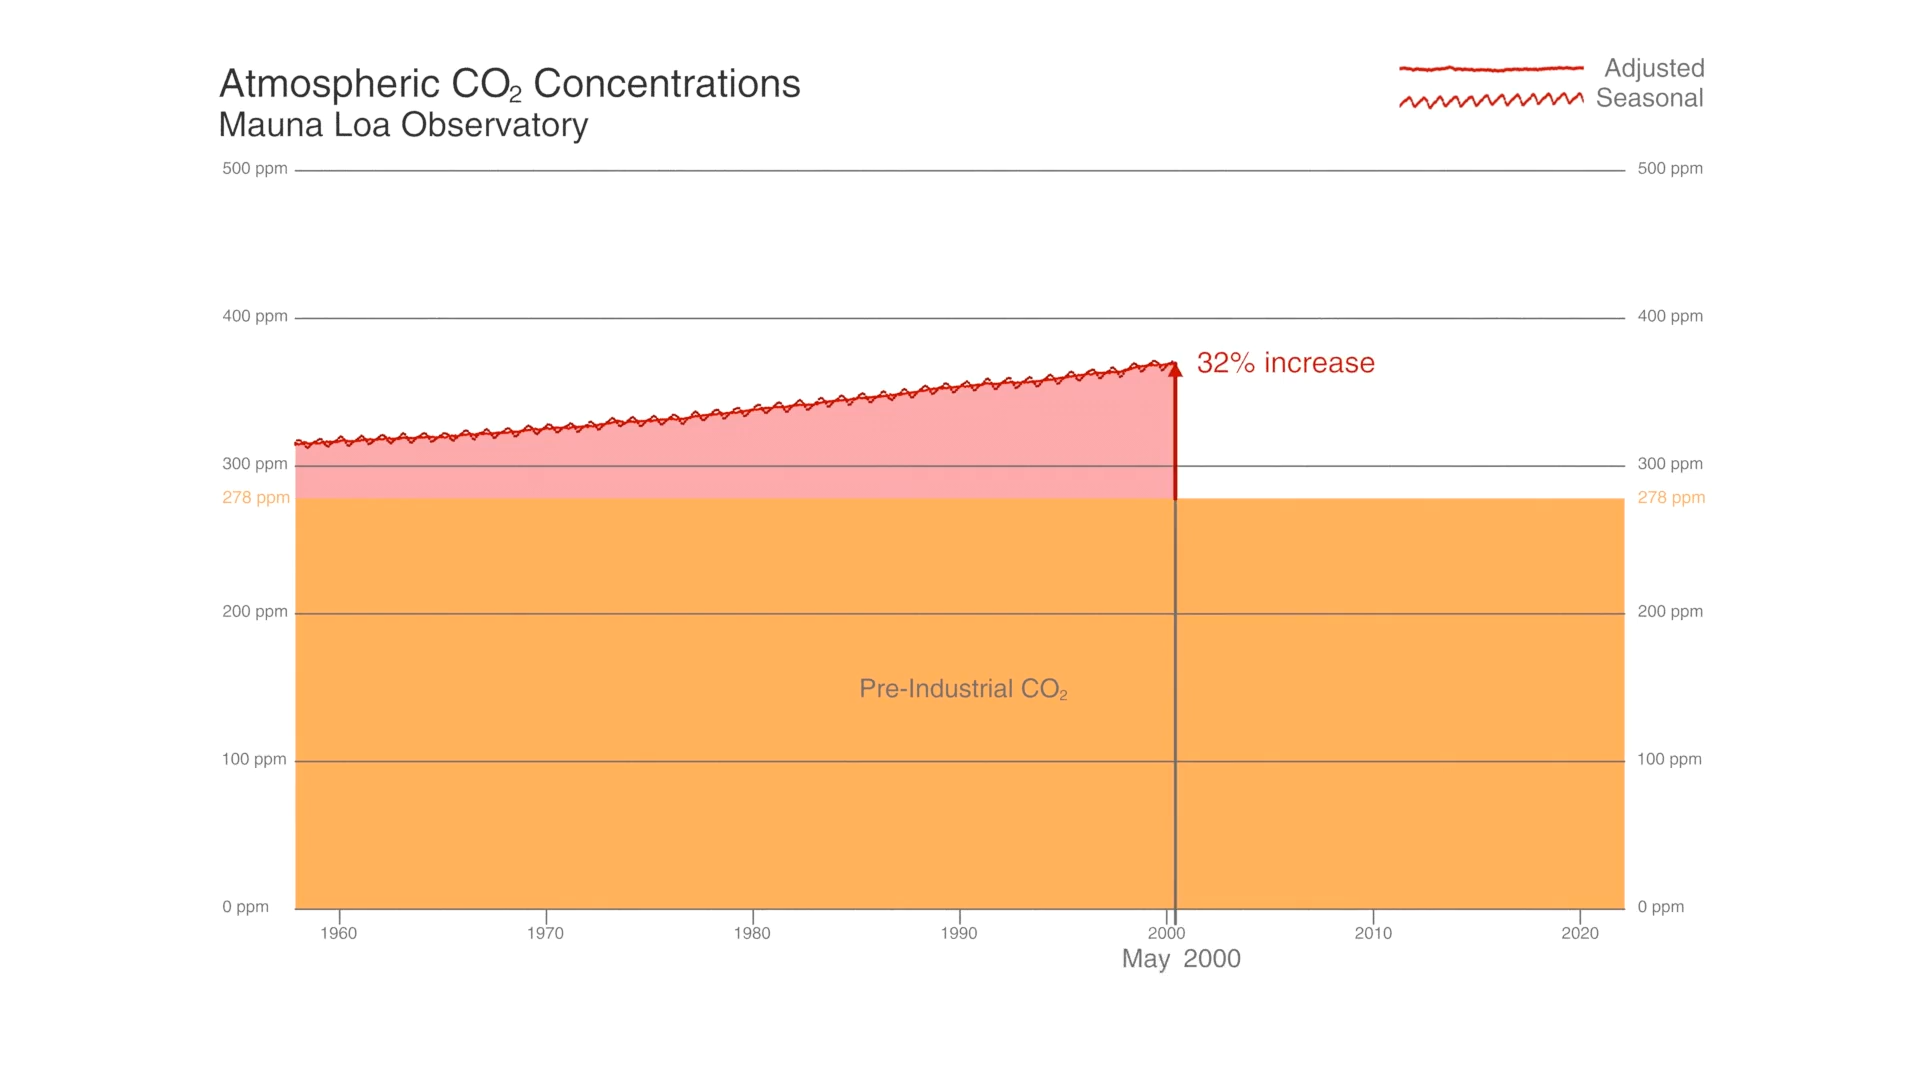 Atmospheric CO₂ Concentrations
Mauna Loa Observatory
Adjusted
Seasonal
500 ppm 500 ppm
400 ppm 400 ppm
32% increase
300 ppm 300 ppm
278 ppm 278 ppm
200 ppm 200 ppm
Pre-Industrial CO₂
100 ppm 100 ppm
0 ppm 0 ppm
1960 1970 1980 1990 2000 2010 2020
May 2000